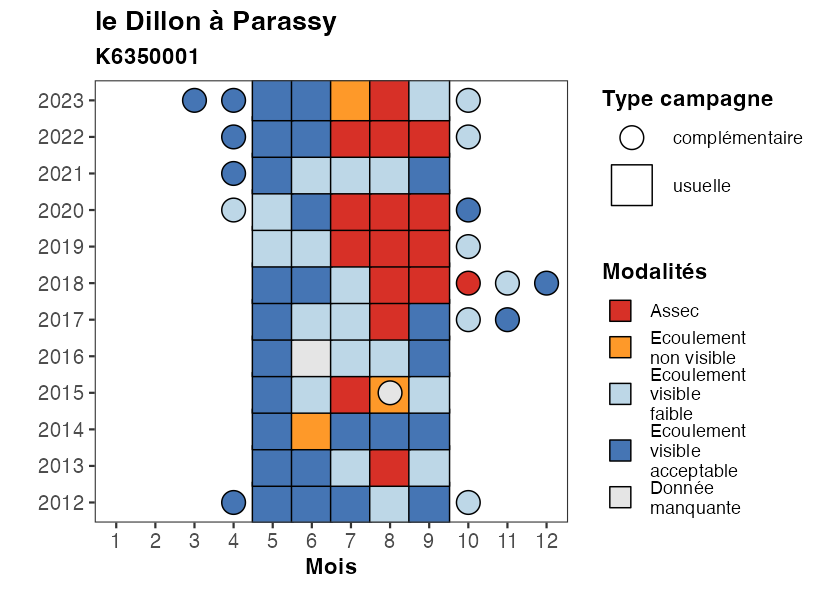 le Dillon à Parassy
K6350001
2023
2022
2021
2020
2019
2018
2017
2016
2015
2014
2013
2012
1 2 3 4 5 6 7 8 9 10 11 12
Mois
Type campagne
complémentaire
usuelle
Modalités
Assec
Ecoulement
non visible
Ecoulement
visible
faible
Ecoulement
visible
acceptable
Donnée
manquante